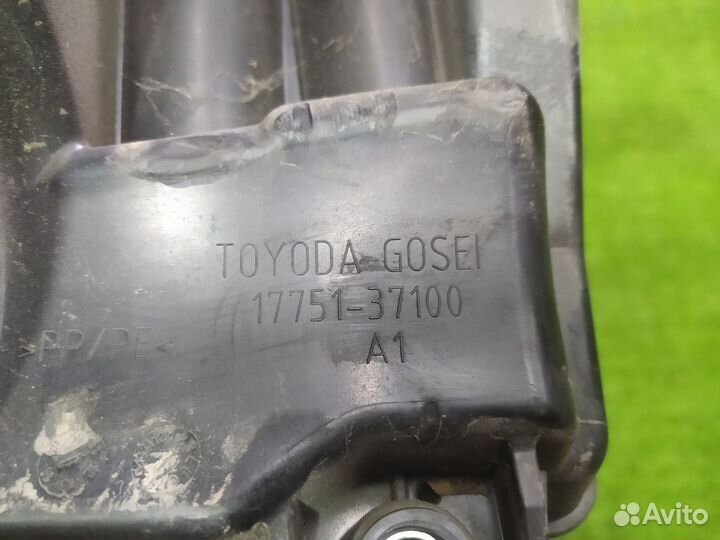 TOYODA GOSEI
17751-37100
>PP/PE<
A1
Avito